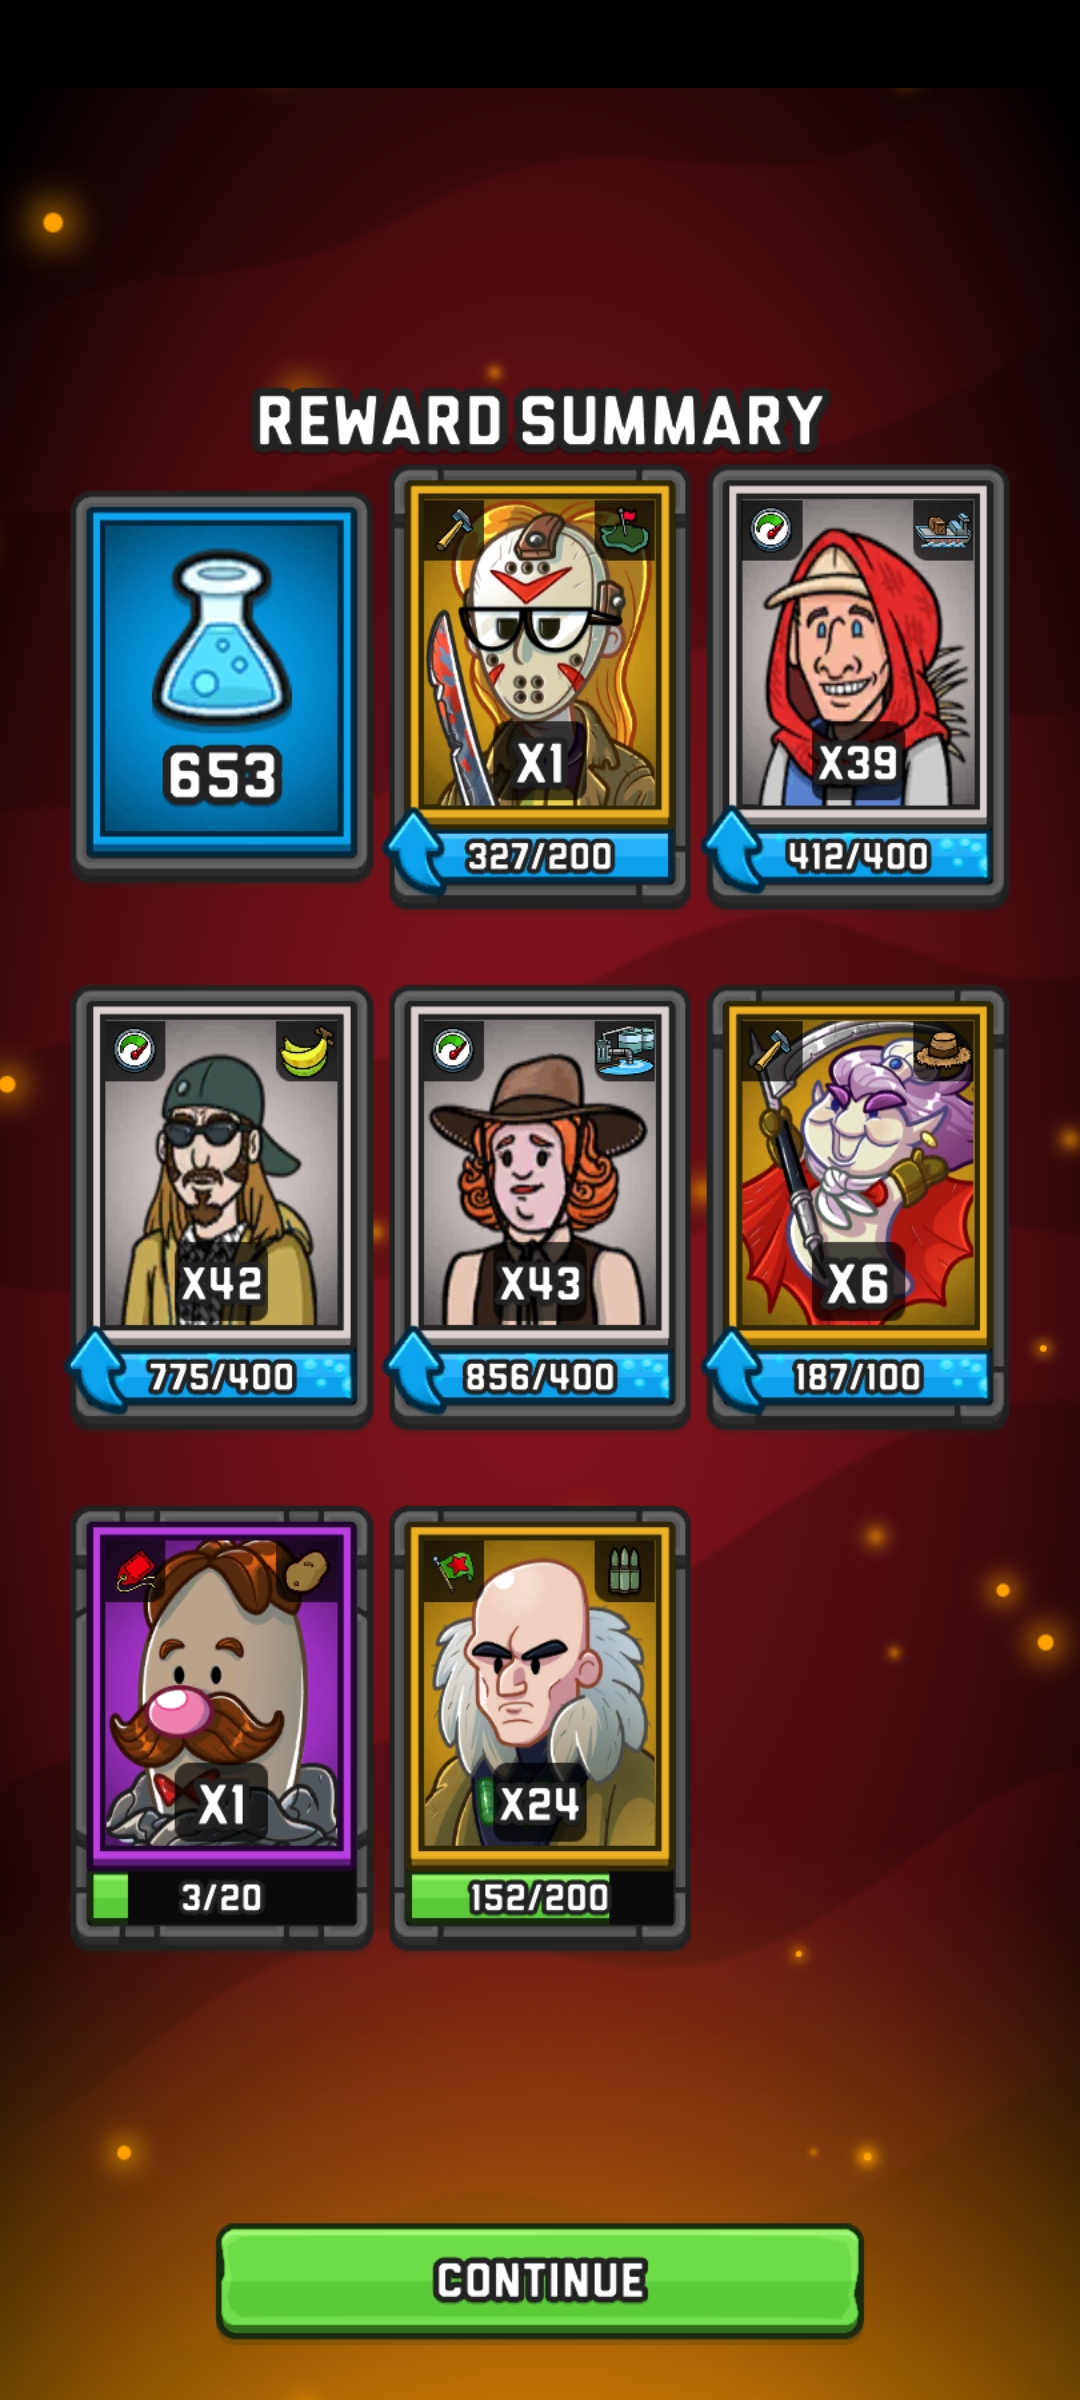 REWARD SUMMARY
653
X1
327/200
X39
412/400
X42
775/400
X43
856/400
X6
187/100
X1
3/20
X24
152/200
CONTINUE